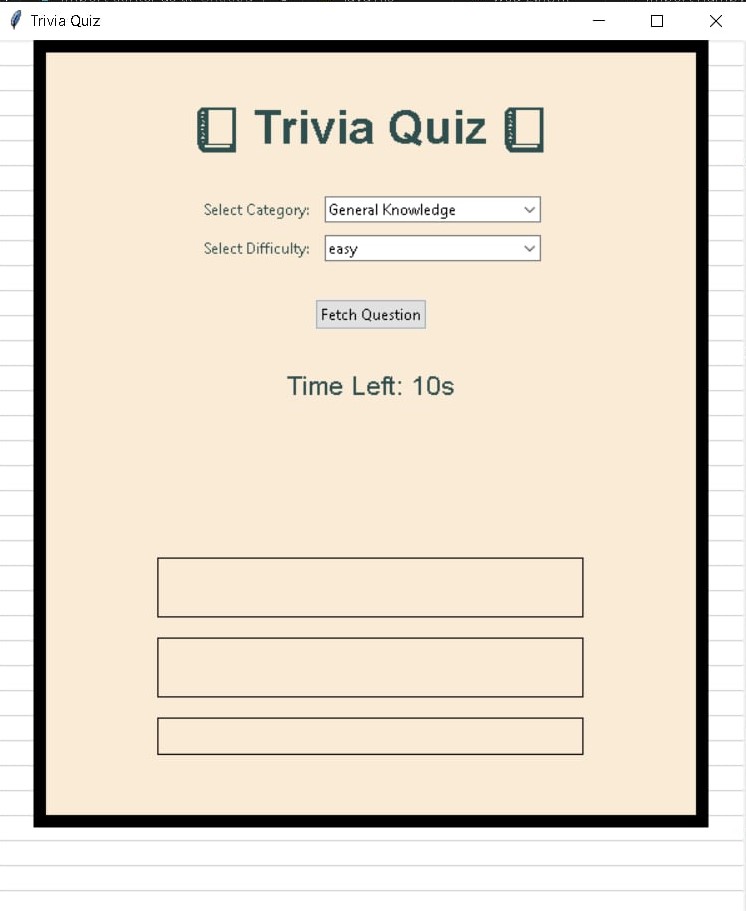 Trivia Quiz
📔 Trivia Quiz 📔
Select Category: General Knowledge
Select Difficulty: easy
Fetch Question
Time Left: 10s